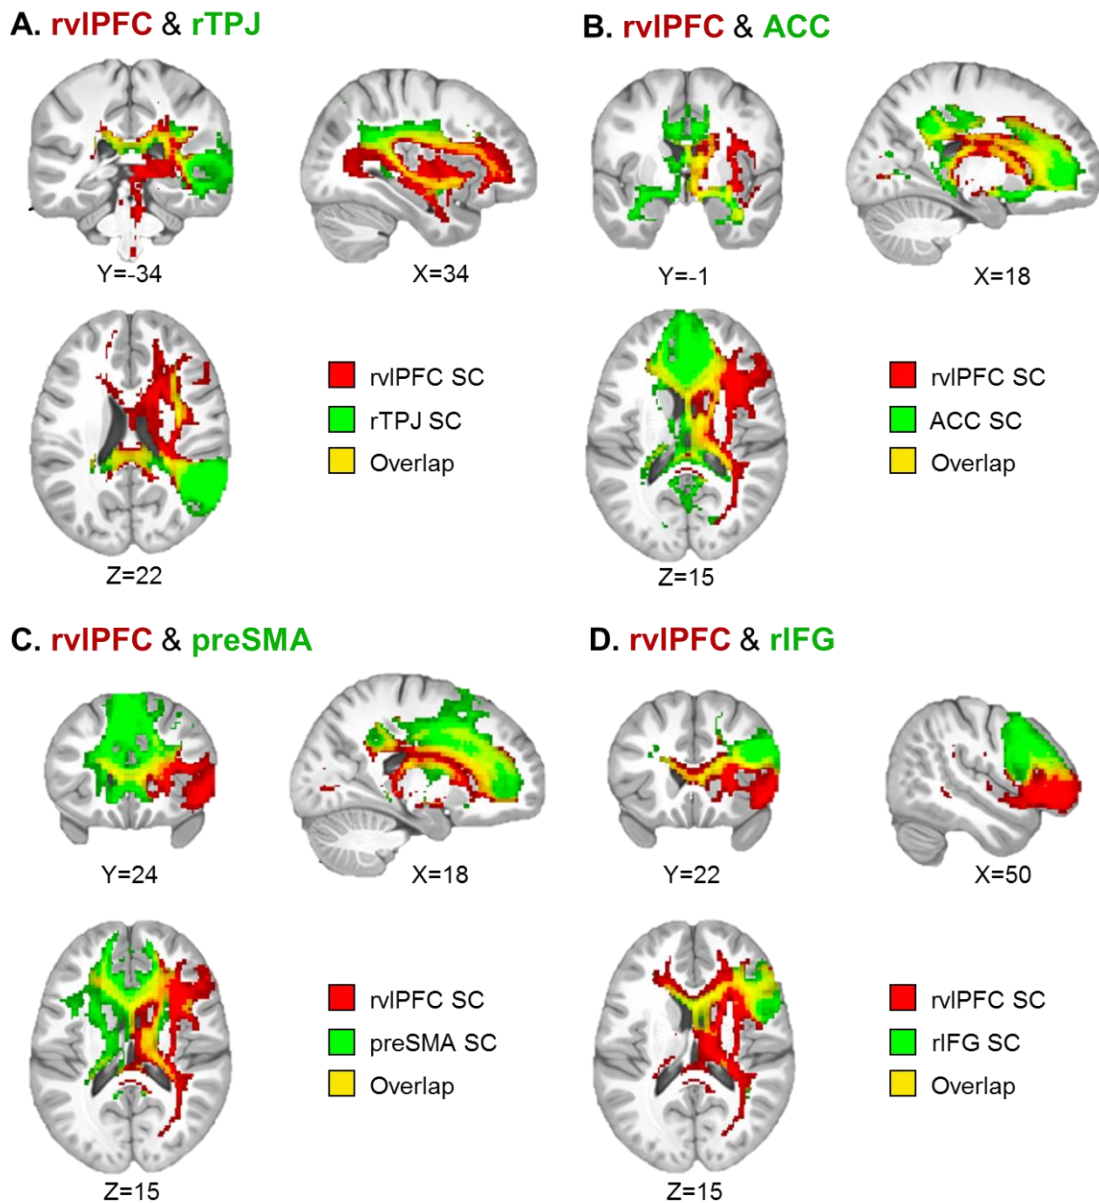 A. rvlPFC & rTPJ
Y=-34
X=34
Z=22
rvlPFC SC
rTPJ SC
Overlap
B. rvlPFC & ACC
Y=-1
X=18
Z=15
rvlPFC SC
ACC SC
Overlap
C. rvlPFC & preSMA
Y=24
X=18
Z=15
rvlPFC SC
preSMA SC
Overlap
D. rvlPFC & rIFG
Y=22
X=50
Z=15
rvlPFC SC
rIFG SC
Overlap